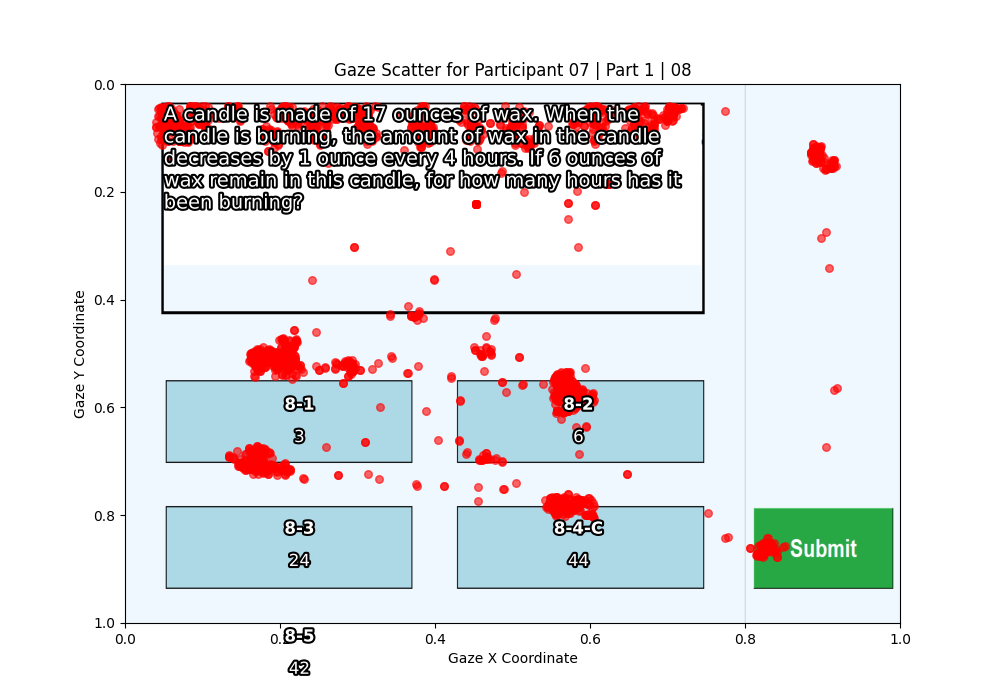 Gaze Scatter for Participant 07 | Part 1 | 08
0.0
0.2
0.4
0.6
0.8
1.0
Gaze Y Coordinate
A candle is made of 17 ounces of wax. When the
candle is burning, the amount of wax in the candle
decreases by 1 ounce every 4 hours. If 6 ounces of
wax remain in this candle, for how many hours has it
been burning?
8-1
3
8-2
6
8-3
24
8-4-C
44
Submit
8-5
42
0.0
0.2
0.4
0.6
0.8
1.0
Gaze X Coordinate